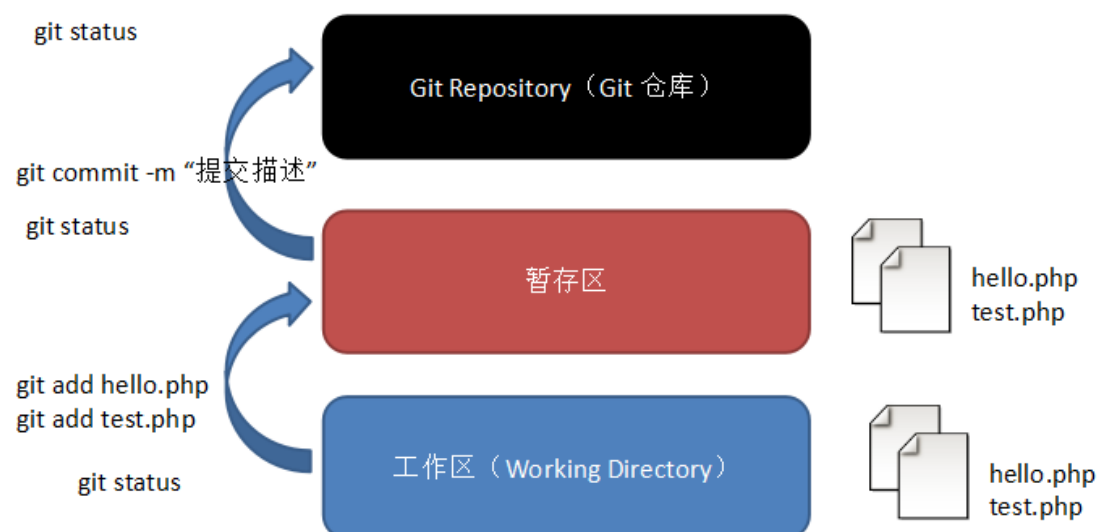 git status
Git Repository（Git 仓库）
git commit -m “提交描述”
git status
暂存区
hello.php
test.php
git add hello.php
git add test.php
工作区（Working Directory）
git status
hello.php
test.php